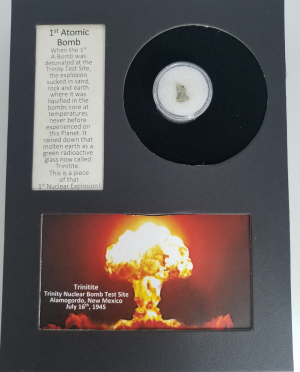 1st Atomic
Bomb
When the 1st
A-Bomb was
detonated at the
Trinity Test Site,
the explosion
sucked in sand,
rock and earth
where it was
liquified in the
bombs core at
temperatures
never before
experienced on
this Planet. It
rained down that
molten earth as a
green radioactive
glass now called
Trinitite.
This is a piece
of that
1st Nuclear Explosion!
Trinitite
Trinity Nuclear Bomb Test Site
Alamogordo, New Mexico
July 16th, 1945